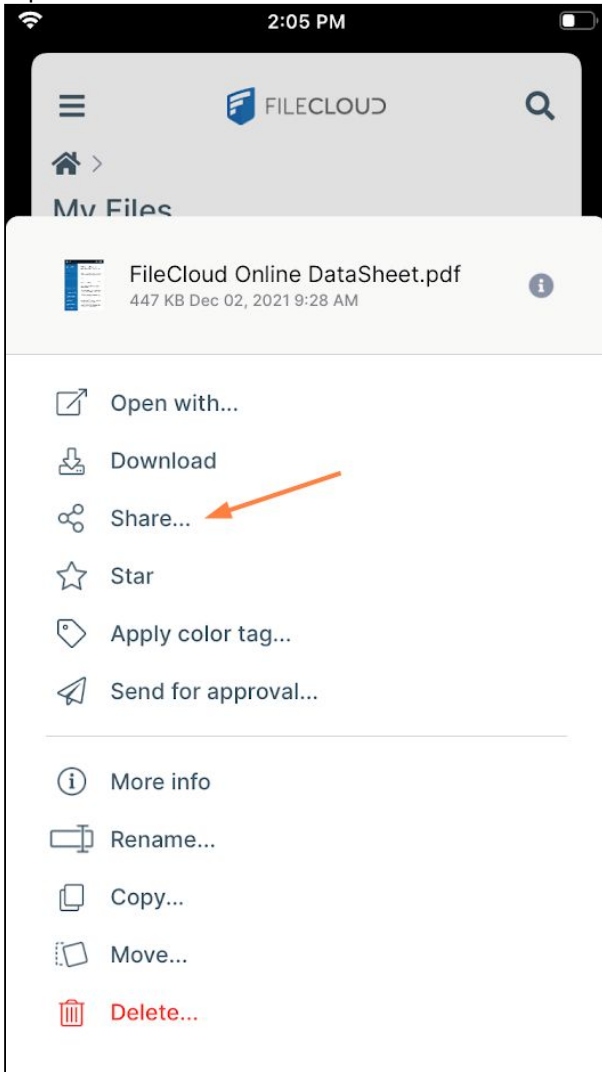 2:05 PM
FILECLOUD
My Files
FileCloud Online DataSheet.pdf
447 KB Dec 02, 2021 9:28 AM
Open with...
Download
Share...
Star
Apply color tag...
Send for approval...
More info
Rename...
Copy...
Move...
Delete...